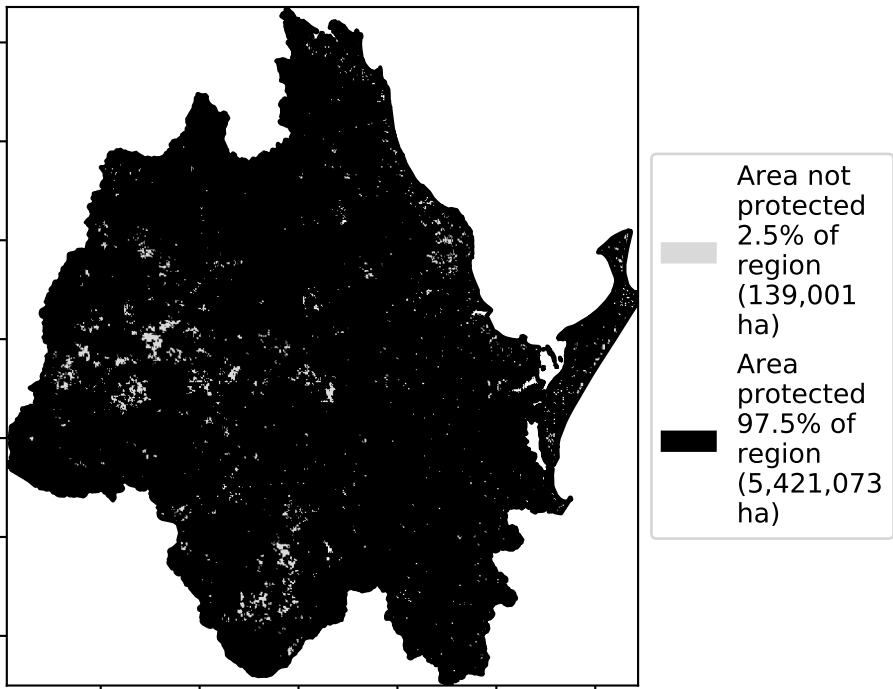 Area not
protected
2.5% of
region
(139,001
ha)
Area
protected
97.5% of
region
(5,421,073
ha)